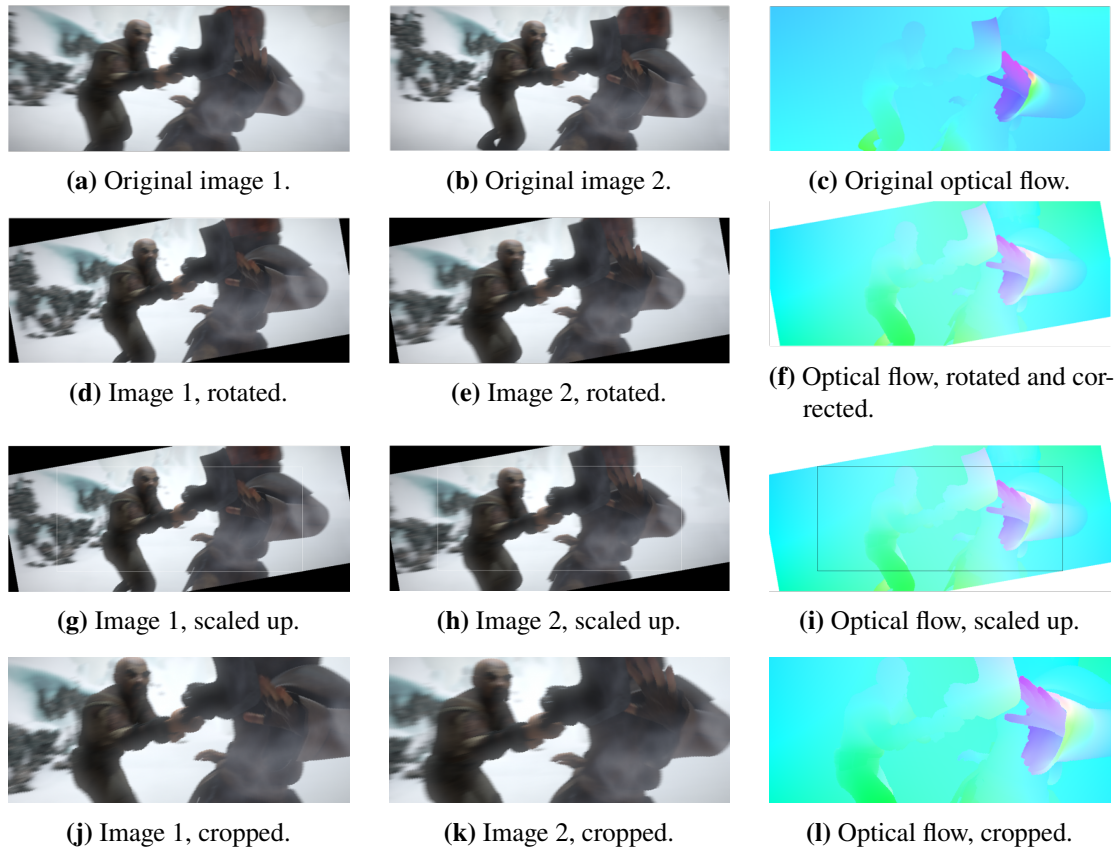 (a) Original image 1.
(b) Original image 2.
(c) Original optical flow.
(d) Image 1, rotated.
(e) Image 2, rotated.
(f) Optical flow, rotated and cor-
rected.
(g) Image 1, scaled up.
(h) Image 2, scaled up.
(i) Optical flow, scaled up.
(j) Image 1, cropped.
(k) Image 2, cropped.
(l) Optical flow, cropped.